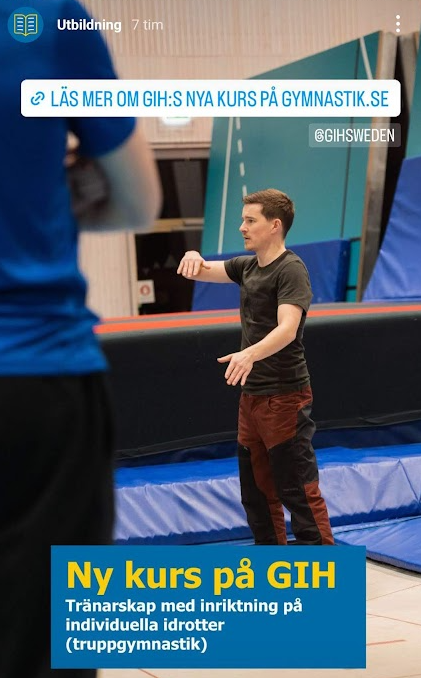 Utbildning 7 tim
LÄS MER OM GIH:S NYA KURS PÅ GYMNASTIK.SE
@GIHSWEDEN
Ny kurs på GIH
Tränarskap med inriktning på
individuella idrotter
(truppgymnastik)